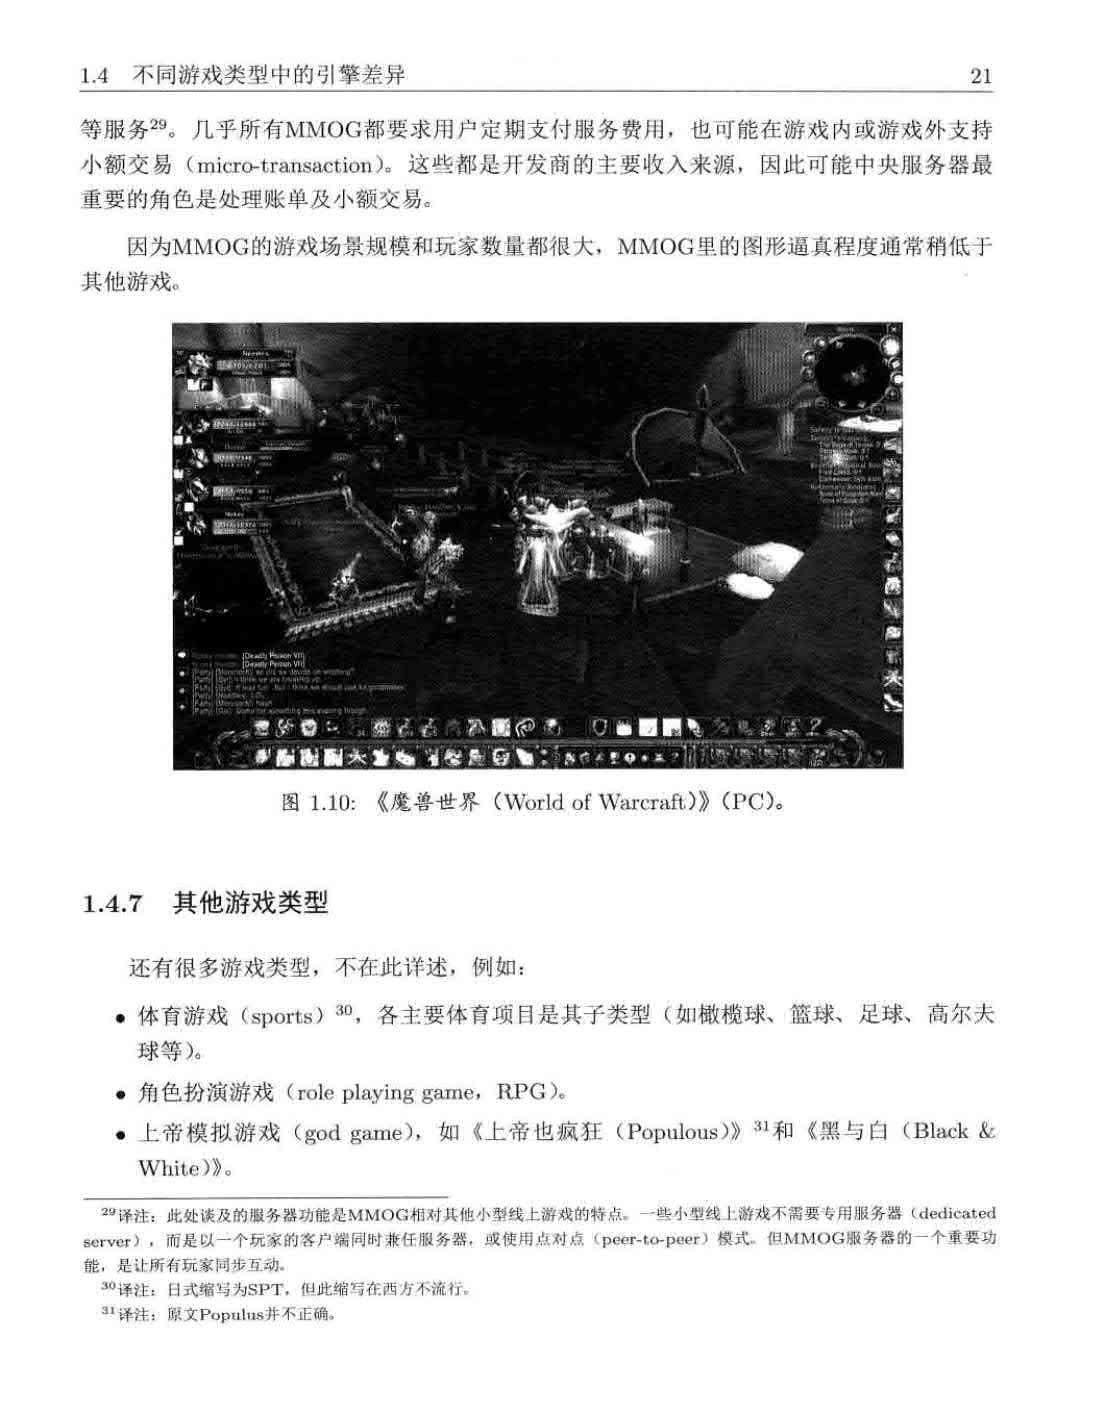 1.4 不同游戏类型中的引擎差异 21
等服务29。几乎所有MMOG都要求用户定期支付服务费用，也可能在游戏内或游戏外支持
小额交易（micro-transaction）。这些都是开发商的主要收入来源，因此可能中央服务器最
重要的角色是处理账单及小额交易。
因为MMOG的游戏场景规模和玩家数量都很大，MMOG里的图形逼真程度通常稍低于
其他游戏。
[Deadly Poison VII]
[Deadly Poison VII]
图 1.10: 《魔兽世界（World of Warcraft）》（PC）。
1.4.7 其他游戏类型
还有很多游戏类型，不在此详述，例如：
• 体育游戏（sports）30，各主要体育项目是其子类型（如橄榄球、篮球、足球、高尔夫
球等）。
• 角色扮演游戏（role playing game，RPG）。
• 上帝模拟游戏（god game），如《上帝也疯狂（Populous）》31和《黑与白（Black &
White）》。
29译注：此处谈及的服务器功能是MMOG相对其他小型线上游戏的特点。一些小型线上游戏不需要专用服务器（dedicated
server），而是以一个玩家的客户端同时兼任服务器，或使用点对点（peer-to-peer）模式。但MMOG服务器的一个重要功
能，是让所有玩家同步互动。
30译注：日式缩写为SPT，但此缩写在西方不流行。
31译注：原文Populus并不正确。